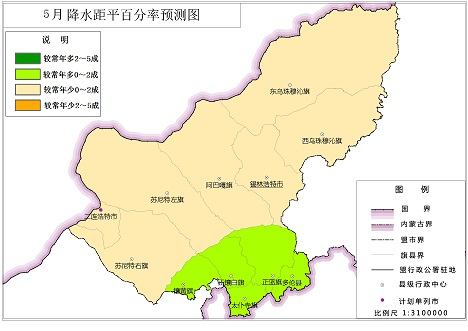 5月降水距平百分率预测图
说 明
较常年多2～5成
较常年多0～2成
较常年少0～2成
较常年少2～5成
东乌珠穆沁旗
西乌珠穆沁旗
阿巴嘎旗
锡林浩特市
苏尼特左旗
二连浩特市
苏尼特右旗
镶黄旗
正镶白旗
正蓝旗
多伦县
太仆寺旗
图 例
国 界
内蒙古界
盟市界
旗县界
盟行政公署驻地
县级行政中心
计划单列市
比例尺 1:3100000